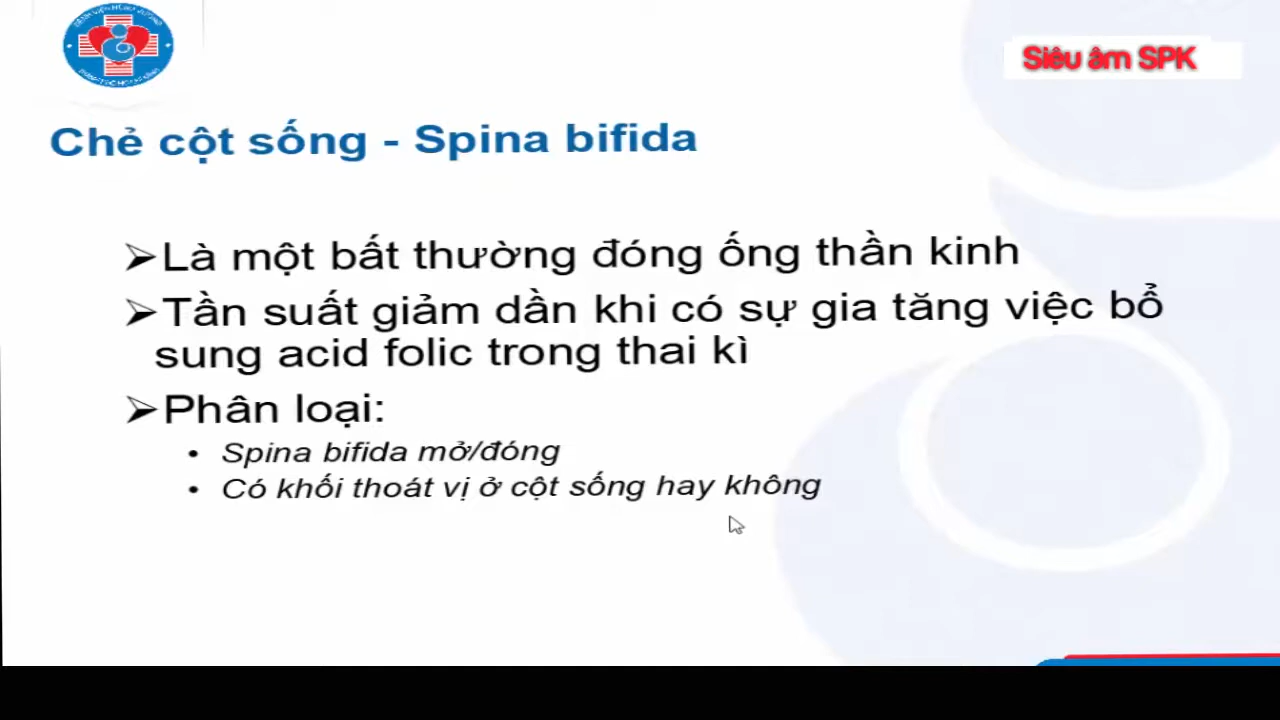 Siêu âm SPK
Chẻ cột sống - Spina bifida
➢Là một bất thường đóng ống thần kinh
➢Tần suất giảm dần khi có sự gia tăng việc bổ
sung acid folic trong thai kì
➢Phân loại:
• Spina bifida mở/đóng
• Có khối thoát vị ở cột sống hay không